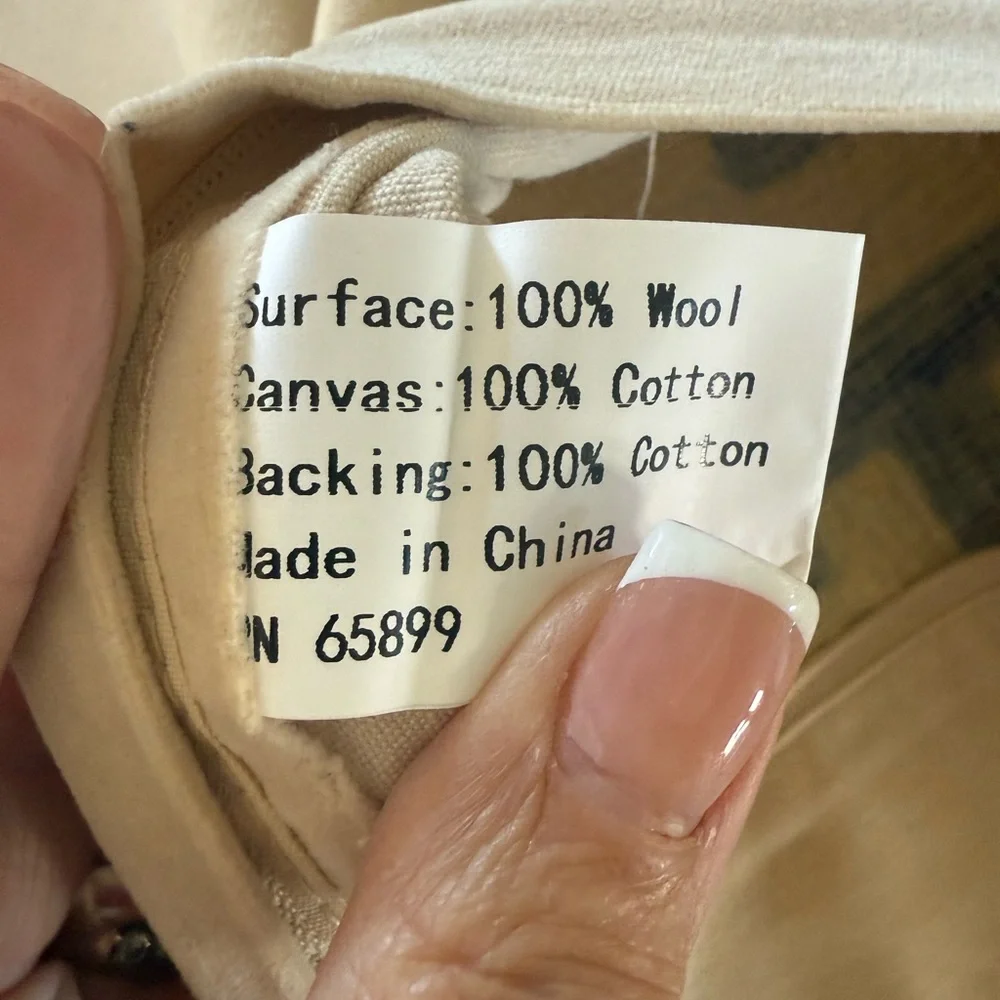 Surface:100% Wool
Canvas:100% Cotton
Backing:100% Cotton
Made in China
RN 65899